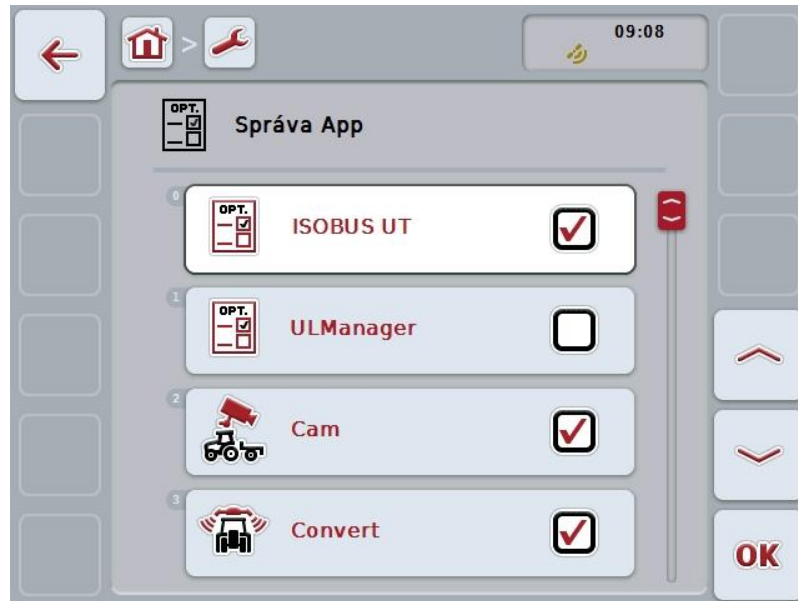 >
09:08
OPT.
Správa App
0
OPT.
ISOBUS UT
1
OPT.
ULManager
2
Cam
3
Convert
OK